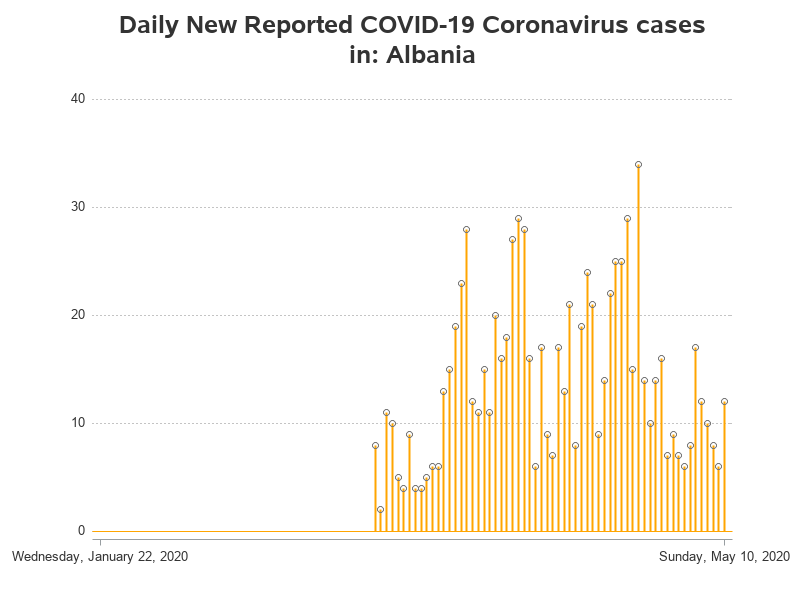 Daily New Reported COVID-19 Coronavirus cases
in: Albania
40
30
20
10
0
Wednesday, January 22, 2020
Sunday, May 10, 2020